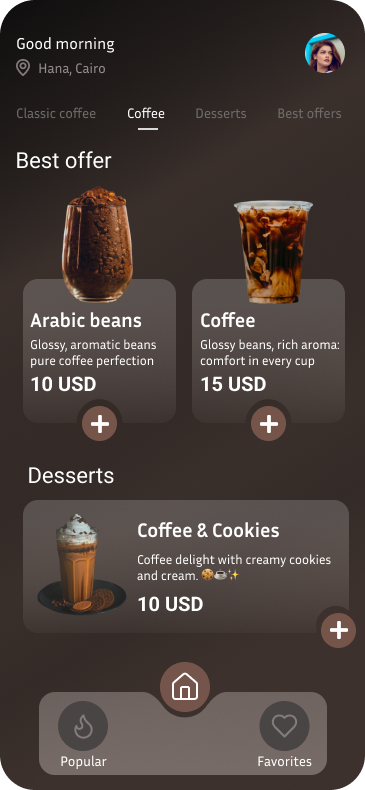 Good morning
Hana, Cairo
Classic coffee Coffee Desserts Best offers
Best offer
Arabic beans
Glossy, aromatic beans
pure coffee perfection
10 USD
Coffee
Glossy beans, rich aroma:
comfort in every cup
15 USD
Desserts
Coffee & Cookies
Coffee delight with creamy cookies
and cream. 🍪☕✨
10 USD
Popular Favorites